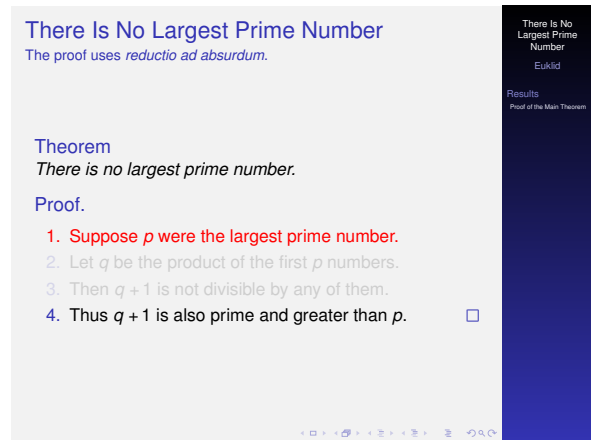 There Is No Largest Prime Number
The proof uses reductio ad absurdum.
Theorem
There is no largest prime number.
Proof.
1. Suppose p were the largest prime number.
2. Let q be the product of the first p numbers.
3. Then q + 1 is not divisible by any of them.
4. Thus q + 1 is also prime and greater than p.
There Is No
Largest Prime
Number
Euklid
Results
Proof of the Main Theorem